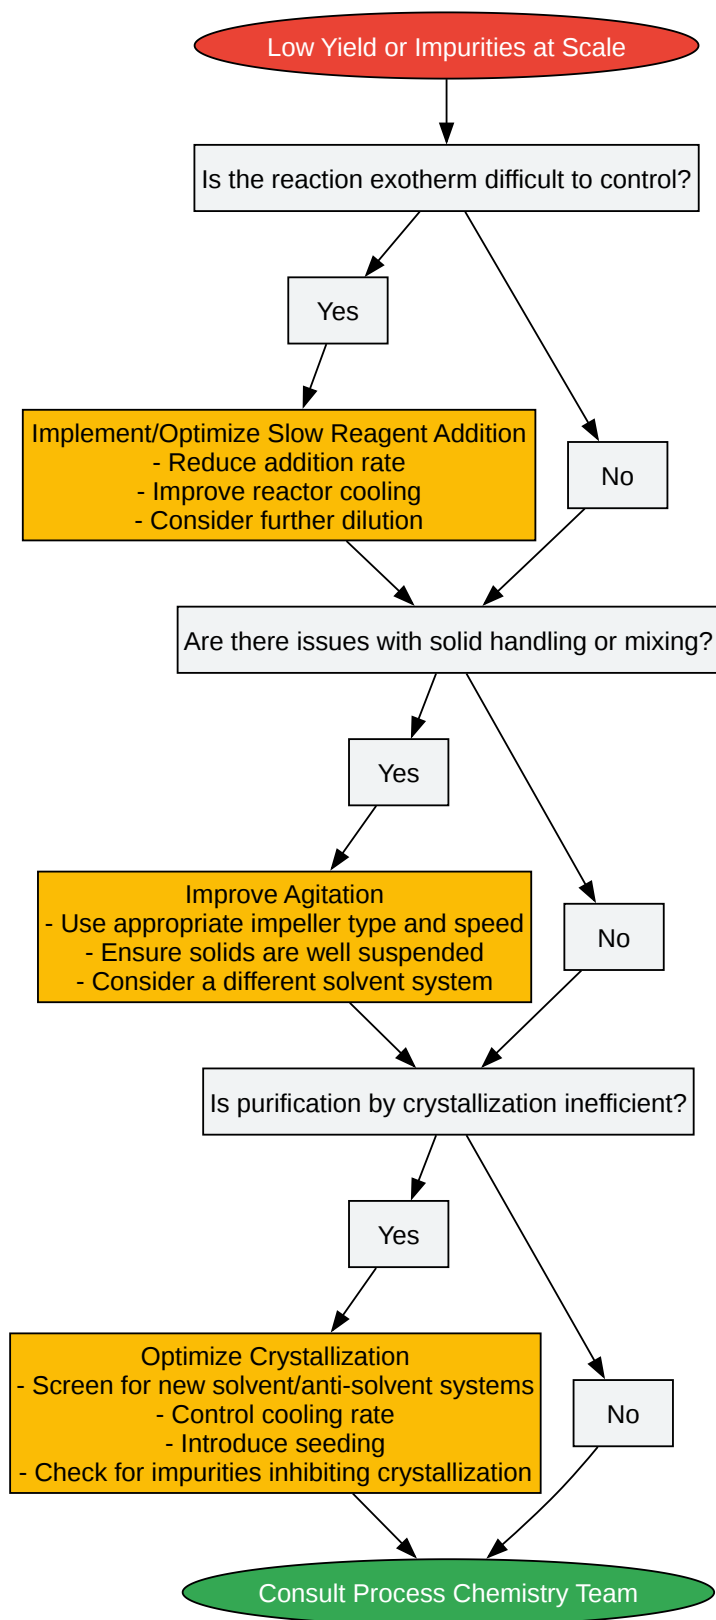 Low Yield or Impurities at Scale
Is the reaction exotherm difficult to control?
Yes
Implement/Optimize Slow Reagent Addition
- Reduce addition rate
- Improve reactor cooling
- Consider further dilution
No
Are there issues with solid handling or mixing?
Yes
Improve Agitation
- Use appropriate impeller type and speed
- Ensure solids are well suspended
- Consider a different solvent system
No
Is purification by crystallization inefficient?
Yes
Optimize Crystallization
- Screen for new solvent/anti-solvent systems
- Control cooling rate
- Introduce seeding
- Check for impurities inhibiting crystallization
No
Consult Process Chemistry Team